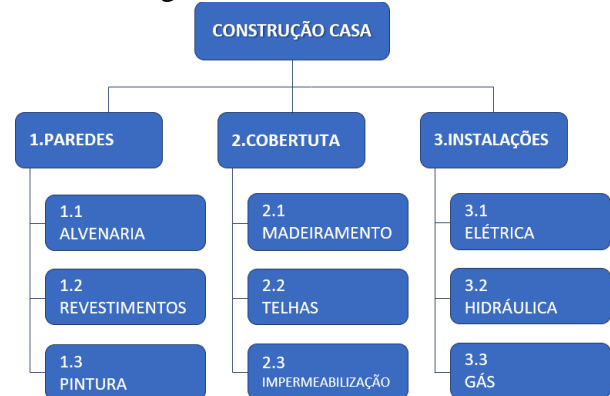 CONSTRUÇÃO CASA
1.PAREDES
2.COBERTUTA
3.INSTALAÇÕES
1.1
ALVENARIA
2.1
MADEIRAMENTO
3.1
ELÉTRICA
1.2
REVESTIMENTOS
2.2
TELHAS
3.2
HIDRÁULICA
1.3
PINTURA
2.3
IMPERMEABILIZAÇÃO
3.3
GÁS